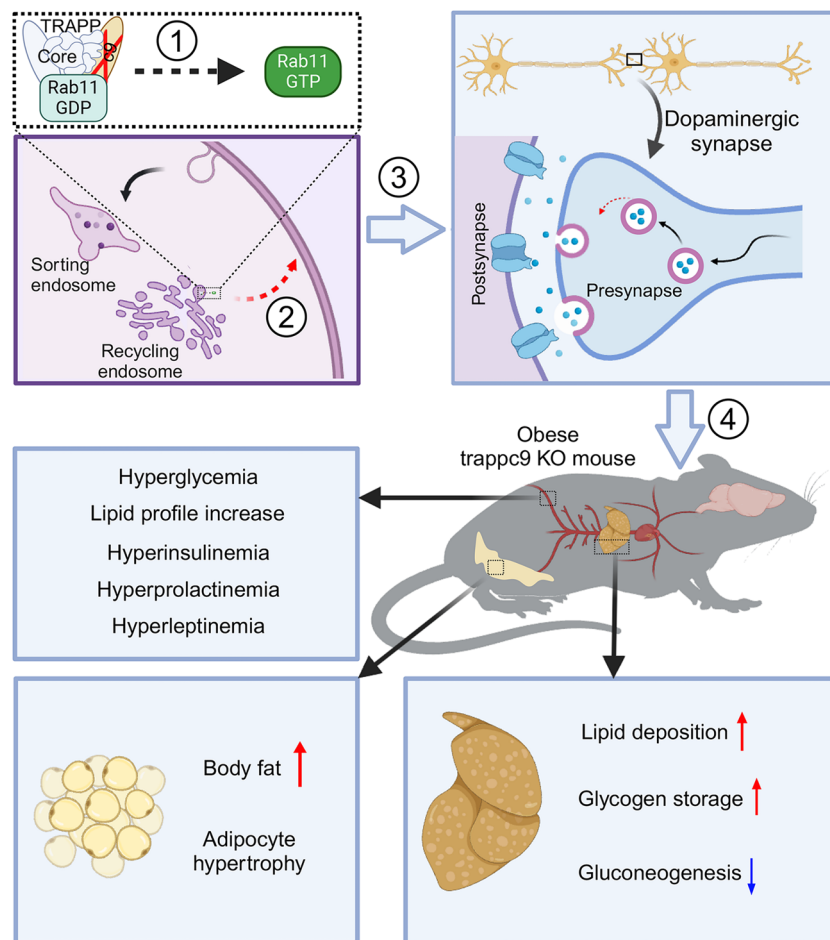 TRAPP
Core
c9
Rab11
GDP
1
Rab11
GTP
Sorting
endosome
Recycling
endosome
2
3
Dopaminergic
synapse
Postsynapse
Presynapse
4
Obese
trappc9 KO mouse
Hyperglycemia
Lipid profile increase
Hyperinsulinemia
Hyperprolactinemia
Hyperleptinemia
Body fat
Adipocyte
hypertrophy
Lipid deposition
Glycogen storage
Gluconeogenesis